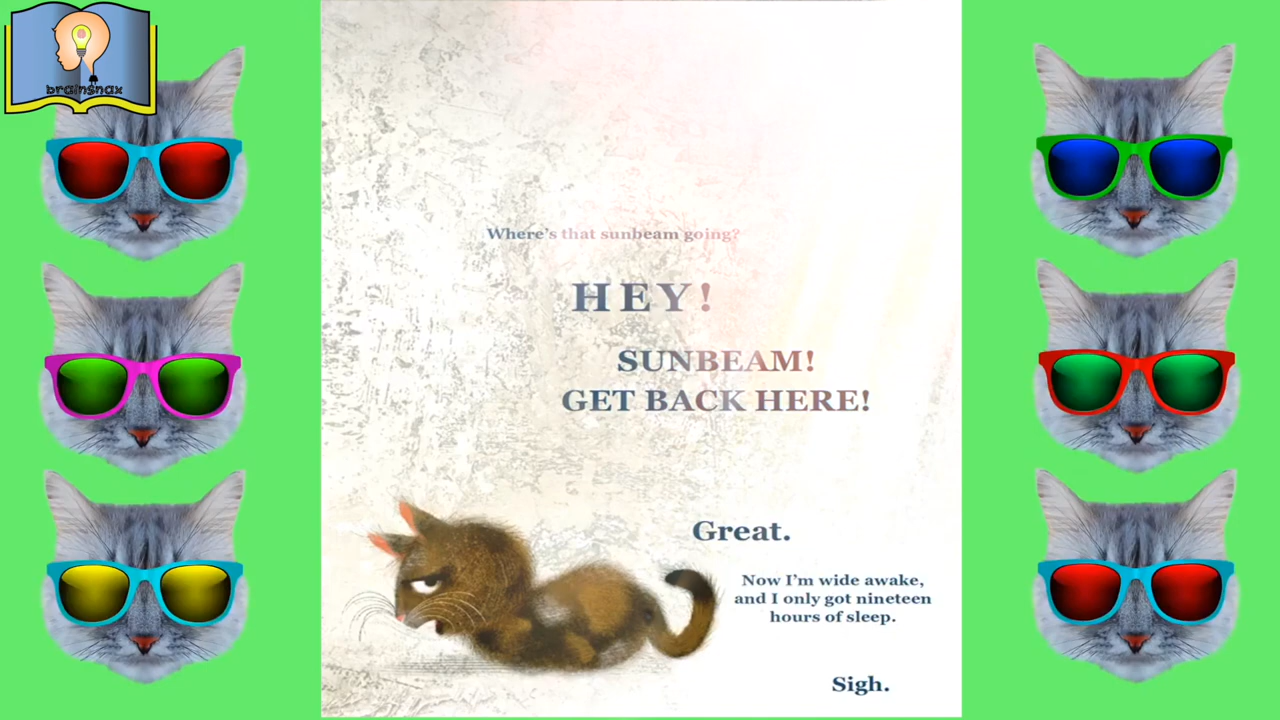 brainsnax
Where's that sunbeam going?
HEY!
SUNBEAM!
GET BACK HERE!
Great.
Now I'm wide awake,
and I only got nineteen
hours of sleep.
Sigh.